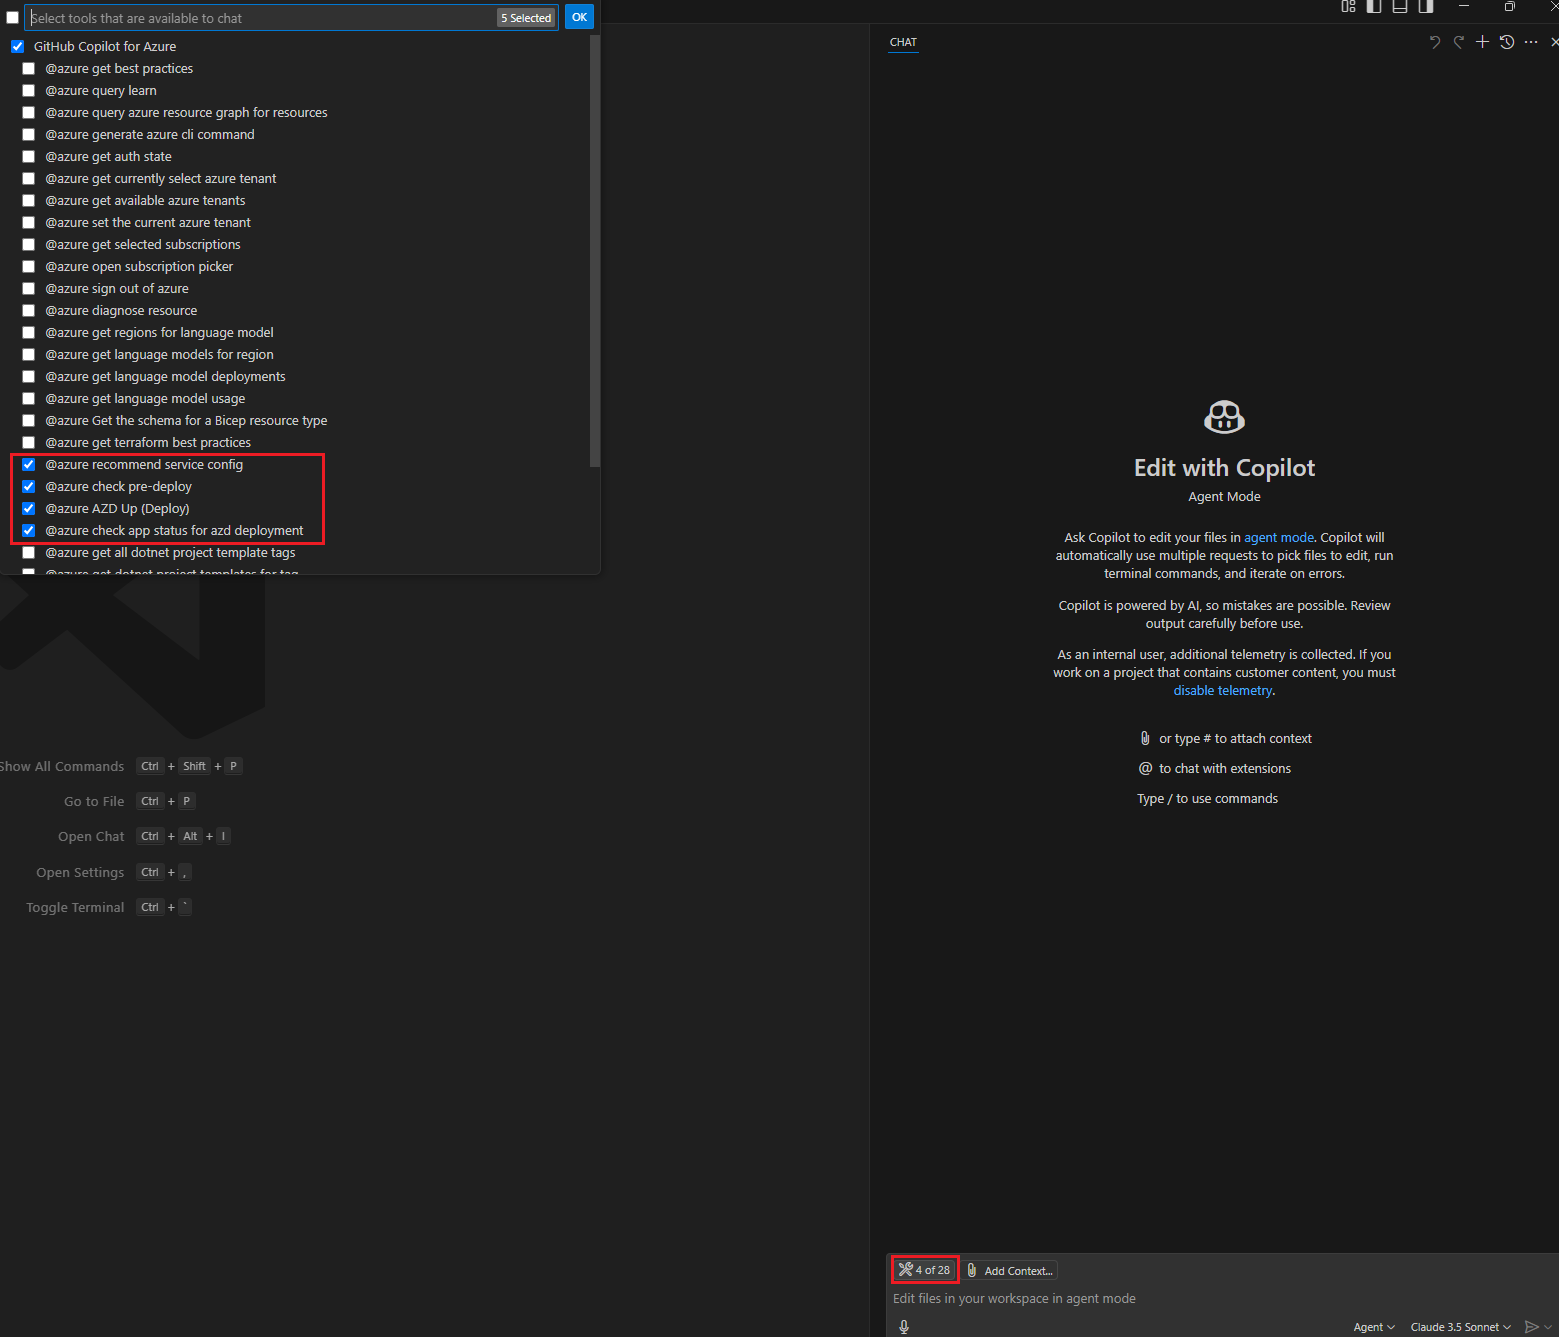 Select tools that are available to chat
5 Selected
OK
GitHub Copilot for Azure
@azure get best practices
@azure query learn
@azure query azure resource graph for resources
@azure generate azure cli command
@azure get auth state
@azure get currently select azure tenant
@azure get available azure tenants
@azure set the current azure tenant
@azure get selected subscriptions
@azure open subscription picker
@azure sign out of azure
@azure diagnose resource
@azure get regions for language model
@azure get language models for region
@azure get language model deployments
@azure get language model usage
@azure Get the schema for a Bicep resource type
@azure get terraform best practices
@azure recommend service config
@azure check pre-deploy
@azure AZD Up (Deploy)
@azure check app status for azd deployment
@azure get all dotnet project template tags
@azure get dotnet project templates for tag
Show All Commands Ctrl + Shift + P
Go to File Ctrl + P
Open Chat Ctrl + Alt + I
Open Settings Ctrl + ,
Toggle Terminal Ctrl + `
CHAT
Edit with Copilot
Agent Mode
Ask Copilot to edit your files in agent mode. Copilot will
automatically use multiple requests to pick files to edit, run
terminal commands, and iterate on errors.
Copilot is powered by AI, so mistakes are possible. Review
output carefully before use.
As an internal user, additional telemetry is collected. If you
work on a project that contains customer content, you must
disable telemetry.
or type # to attach context
@ to chat with extensions
Type / to use commands
4 of 28
Add Context...
Edit files in your workspace in agent mode
Agent
Claude 3.5 Sonnet